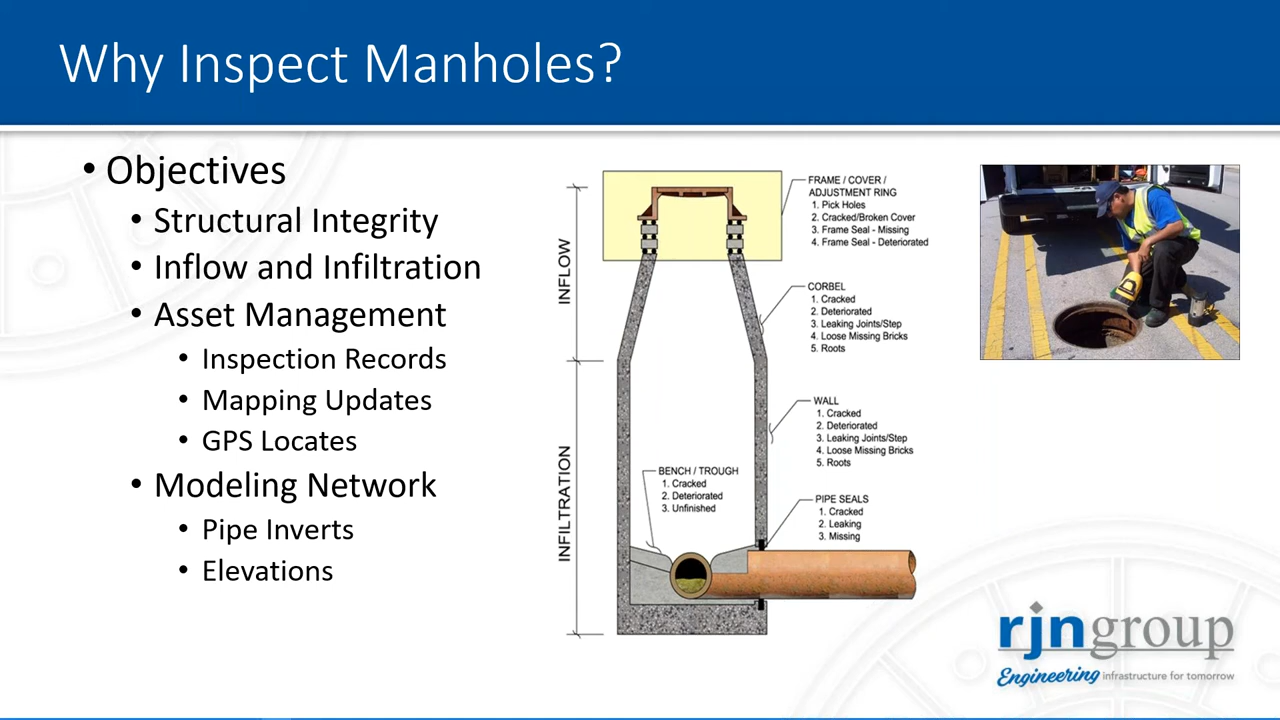 Why Inspect Manholes?
• Objectives
• Structural Integrity
• Inflow and Infiltration
• Asset Management
• Inspection Records
• Mapping Updates
• GPS Locates
• Modeling Network
• Pipe Inverts
• Elevations
INFLOW
INFILTRATION
FRAME / COVER /
ADJUSTMENT RING
1. Pick Holes
2. Cracked/Broken Cover
3. Frame Seal - Missing
4. Frame Seal - Deteriorated
CORBEL
1. Cracked
2. Deteriorated
3. Leaking Joints/Step
4. Loose Missing Bricks
5. Roots
WALL
1. Cracked
2. Deteriorated
3. Leaking Joints/Step
4. Loose Missing Bricks
5. Roots
BENCH / TROUGH
1. Cracked
2. Deteriorated
3. Unfinished
PIPE SEALS
1. Cracked
2. Leaking
3. Missing
rjngroup
Engineering infrastructure for tomorrow